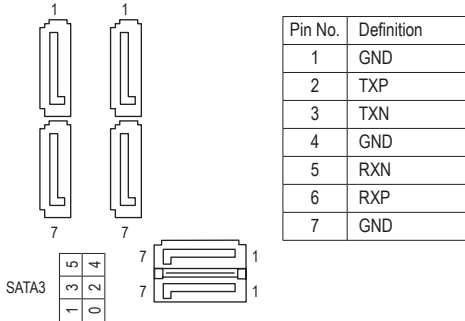 1 1
7 7
Pin No. Definition
1 GND
2 TXP
3 TXN
4 GND
5 RXN
6 RXP
7 GND
SATA3
5 4
3 2
1 0
7 1
7 1